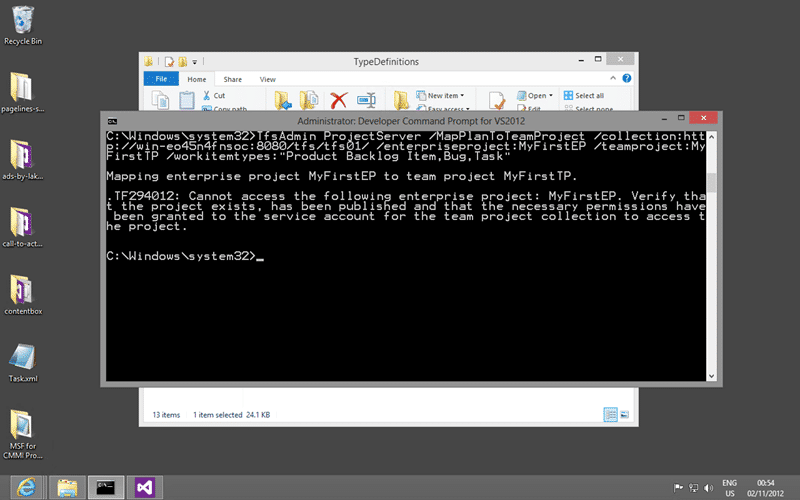 Recycle Bin
TypeDefinitions
File Home Share View
Cut
Copy path
New item
Easy access
Open
Edit
Select all
Select none
pagelines-s...
Administrator: Developer Command Prompt for VS2012
C:\Windows\system32>TfsAdmin ProjectServer /MapPlanToTeamProject /collection:htt
p://win-eo45n4fnsoc:8080/tfs/tfs01/ /enterpriseproject:MyFirstEP /teamproject:My
FirstTP /workitemtypes:"Product Backlog Item,Bug,Task"
Mapping enterprise project MyFirstEP to team project MyFirstTP.
.TF294012: Cannot access the following enterprise project: MyFirstEP. Verify tha
t the project exists, has been published and that the necessary permissions have
been granted to the service account for the team project collection to access t
he project.
C:\Windows\system32>_
ads-by-lak...
call-to-act...
contentbox
Task.xml
MSF for
CMMI Pro...
13 items 1 item selected 24.1 KB
ENG
US
00:54
02/11/2012